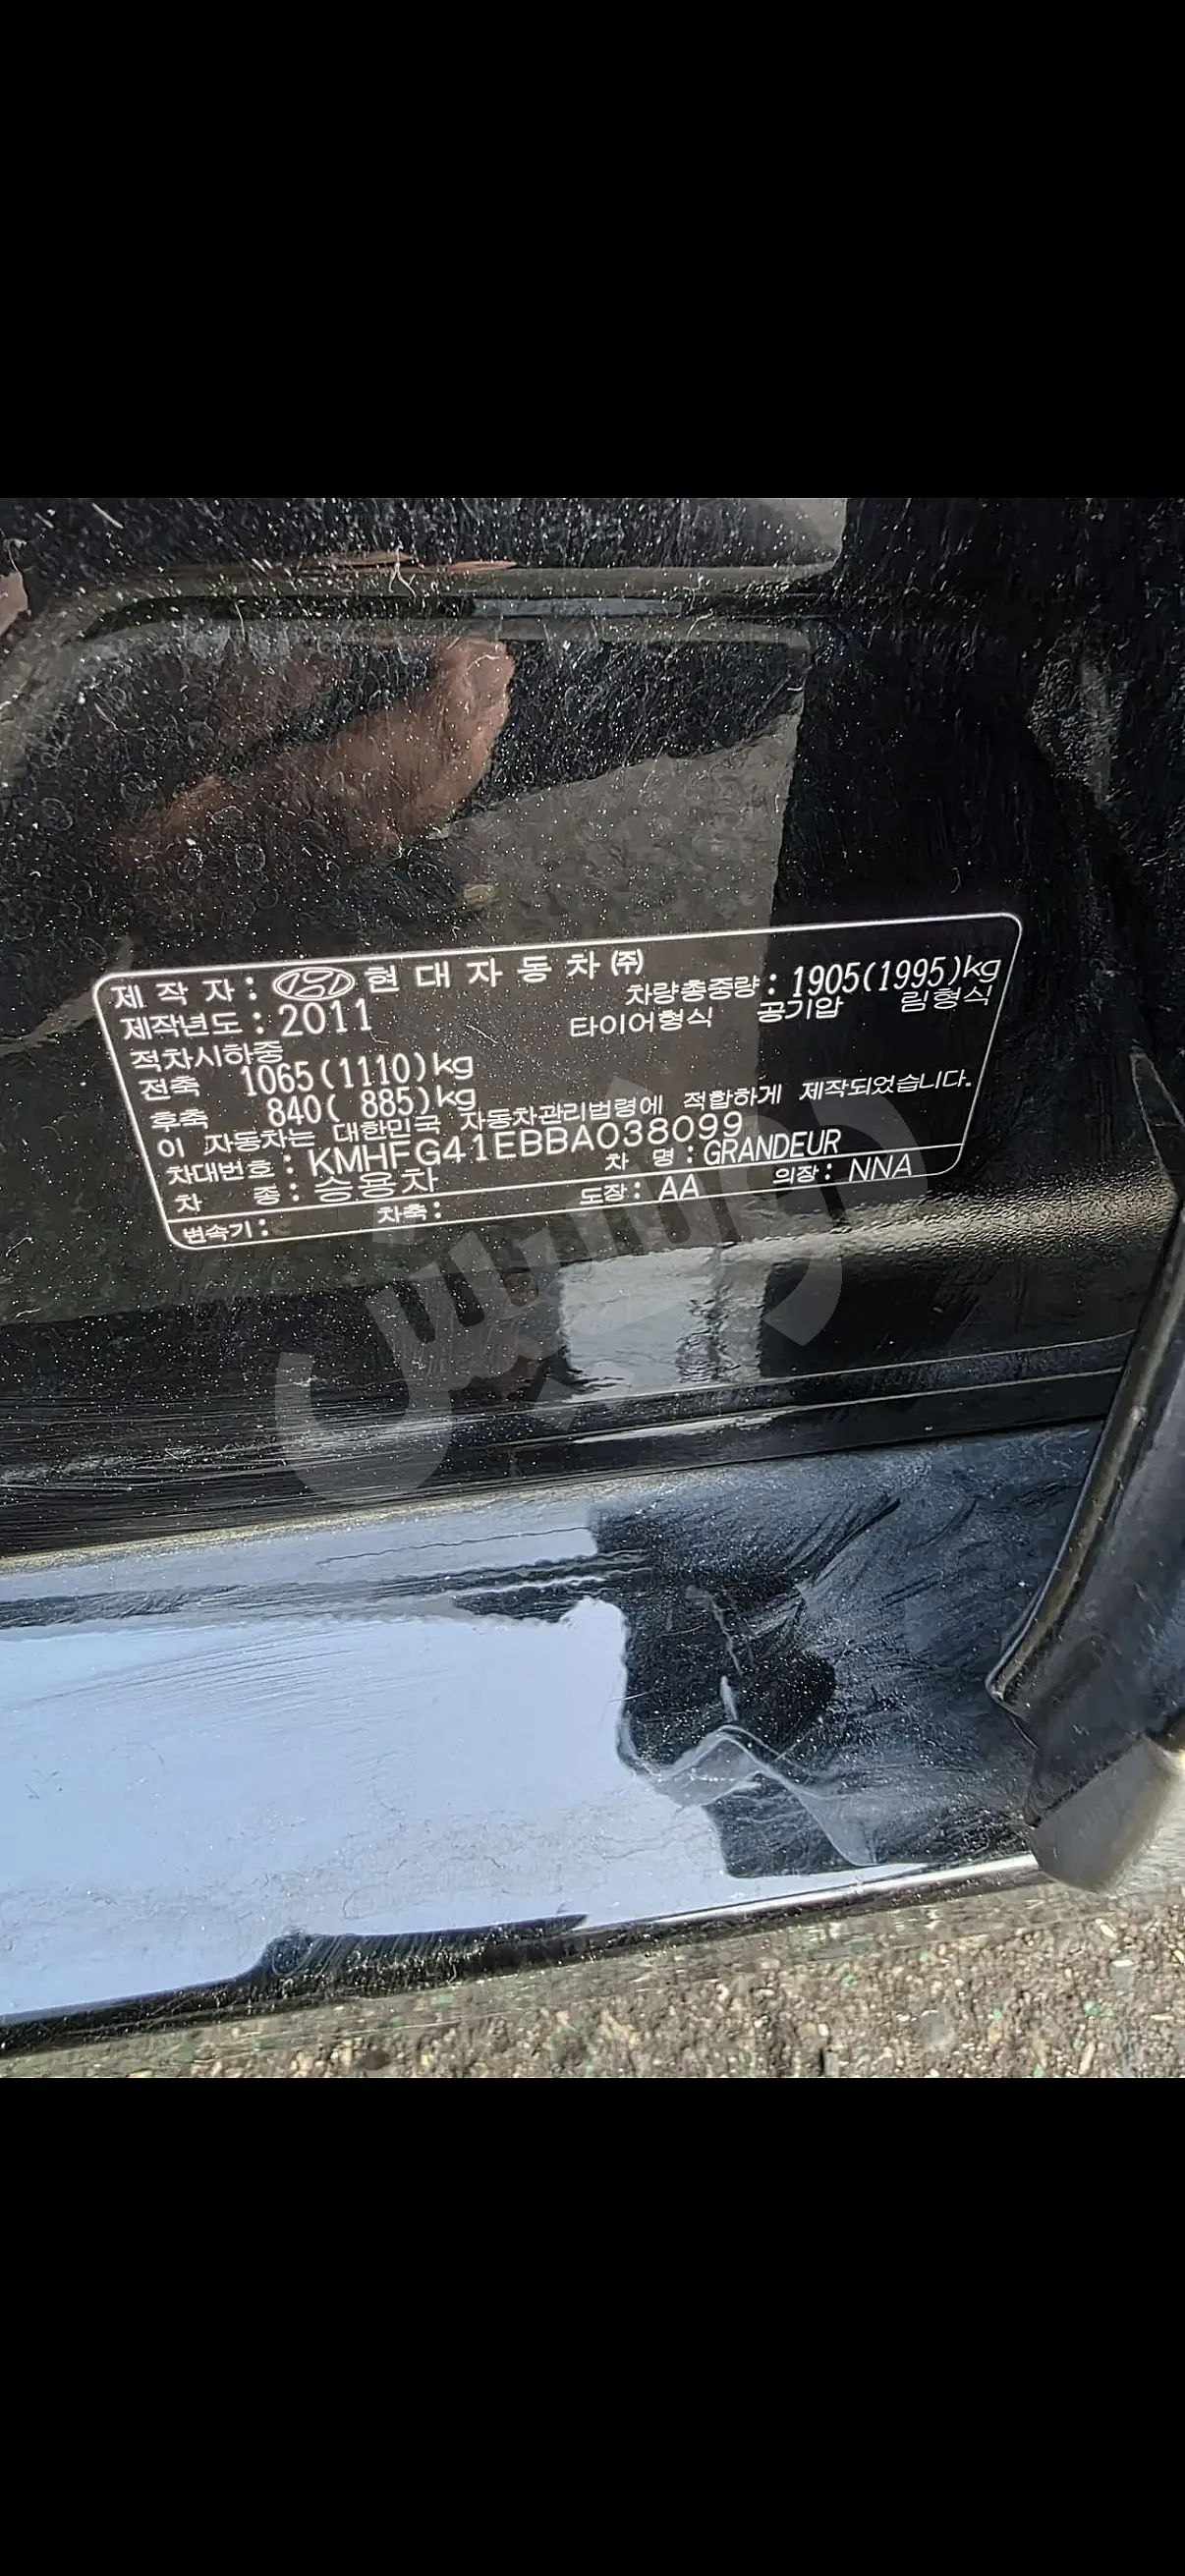 제 작 자 : 현 대 자 동 차 ㈜
제작년도 : 2011 차량총중량 : 1905(1995)kg
적차시하중 타이어형식 공기압 림형식
전축 1065(1110)kg
후축 840( 885)kg
이 자동차는 대한민국 자동차관리법령에 적합하게 제작되었습니다.
차대번호 : KMHFG41EBBA038099
차 종 : 승용차 차 명 : GRANDEUR
변속기 : 차축 : 도장 : AA 의장 : NNA